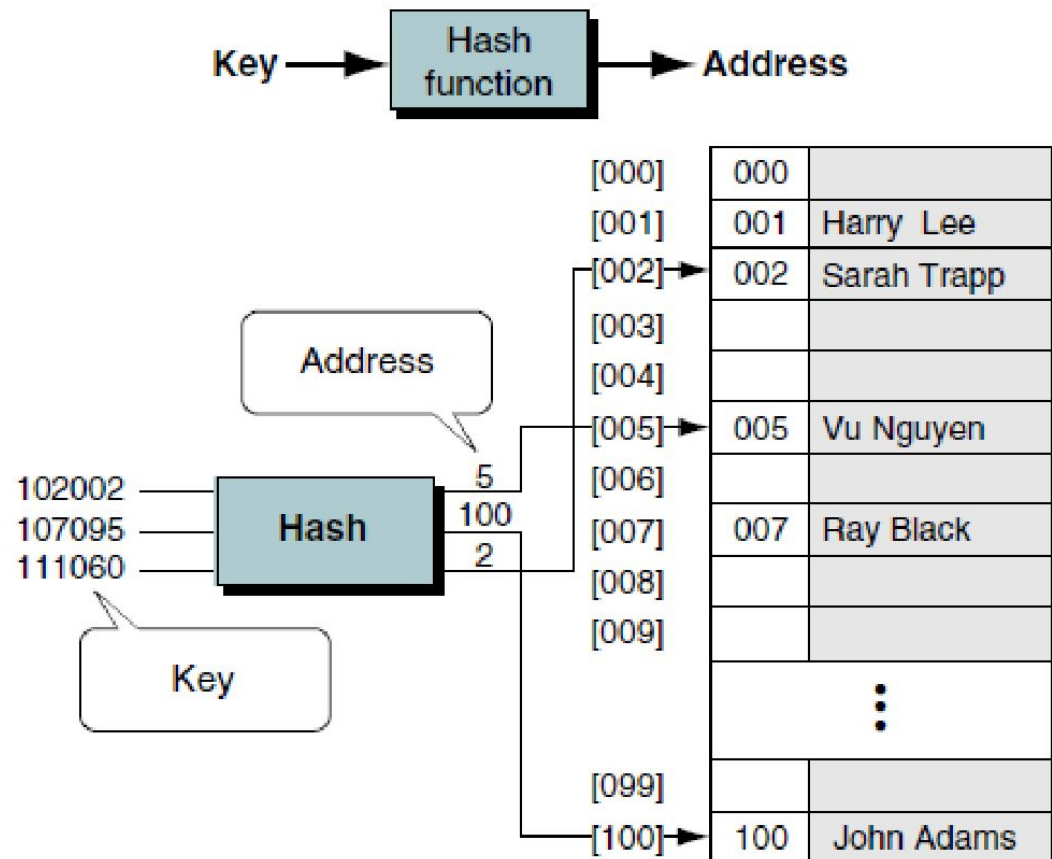 Key
Hash
function
Address
[000] 000
[001] 001 Harry Lee
[002] 002 Sarah Trapp
[003]
Address
[004]
[005] 005 Vu Nguyen
5
[006]
102002
107095
111060
Hash
100
2
[007] 007 Ray Black
[008]
[009]
Key
[099]
[100] 100 John Adams